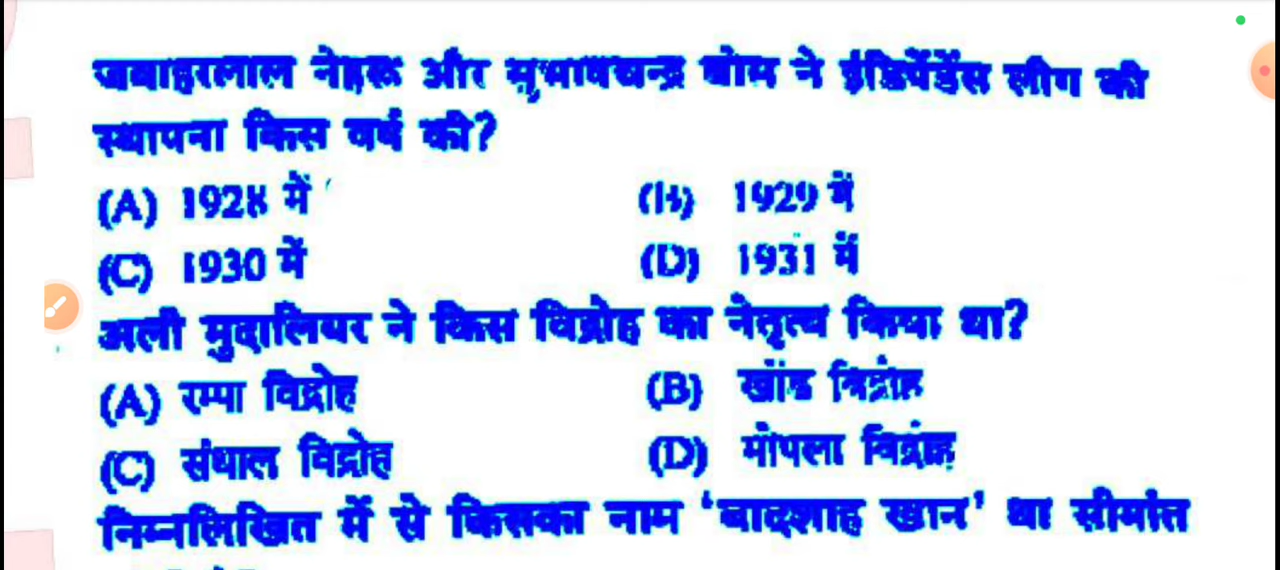 जवाहरलाल नेहरू और सुभाषचन्द्र बोस ने इंडिपेंडेंस लीग की
स्थापना किस वर्ष की?
(A) 1928 में (B) 1929 में
(C) 1930 में (D) 1931 में
अली मुदालियर ने किस विद्रोह का नेतृत्व किया था?
(A) रम्पा विद्रोह (B) खोंड विद्रोह
(C) संथाल विद्रोह (D) मोपला विद्रोह
निम्नलिखित में से किसका नाम 'बादशाह खान' था सीमांत